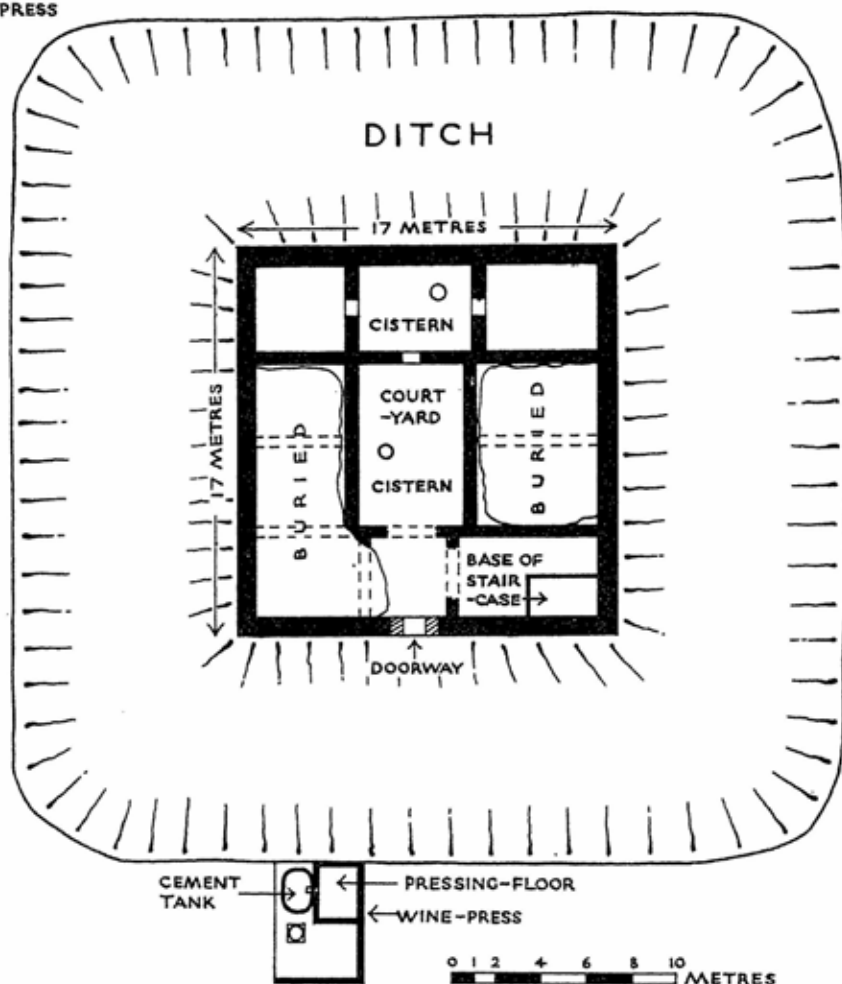 PRESS
DITCH
17 METRES
CISTERN
17 METRES
COURT
-YARD
CISTERN
BURIED
BURIED
BASE OF
STAIR
-CASE
DOORWAY
CEMENT
TANK
PRESSING-FLOOR
WINE-PRESS
0 1 2 4 6 8 10
METRES